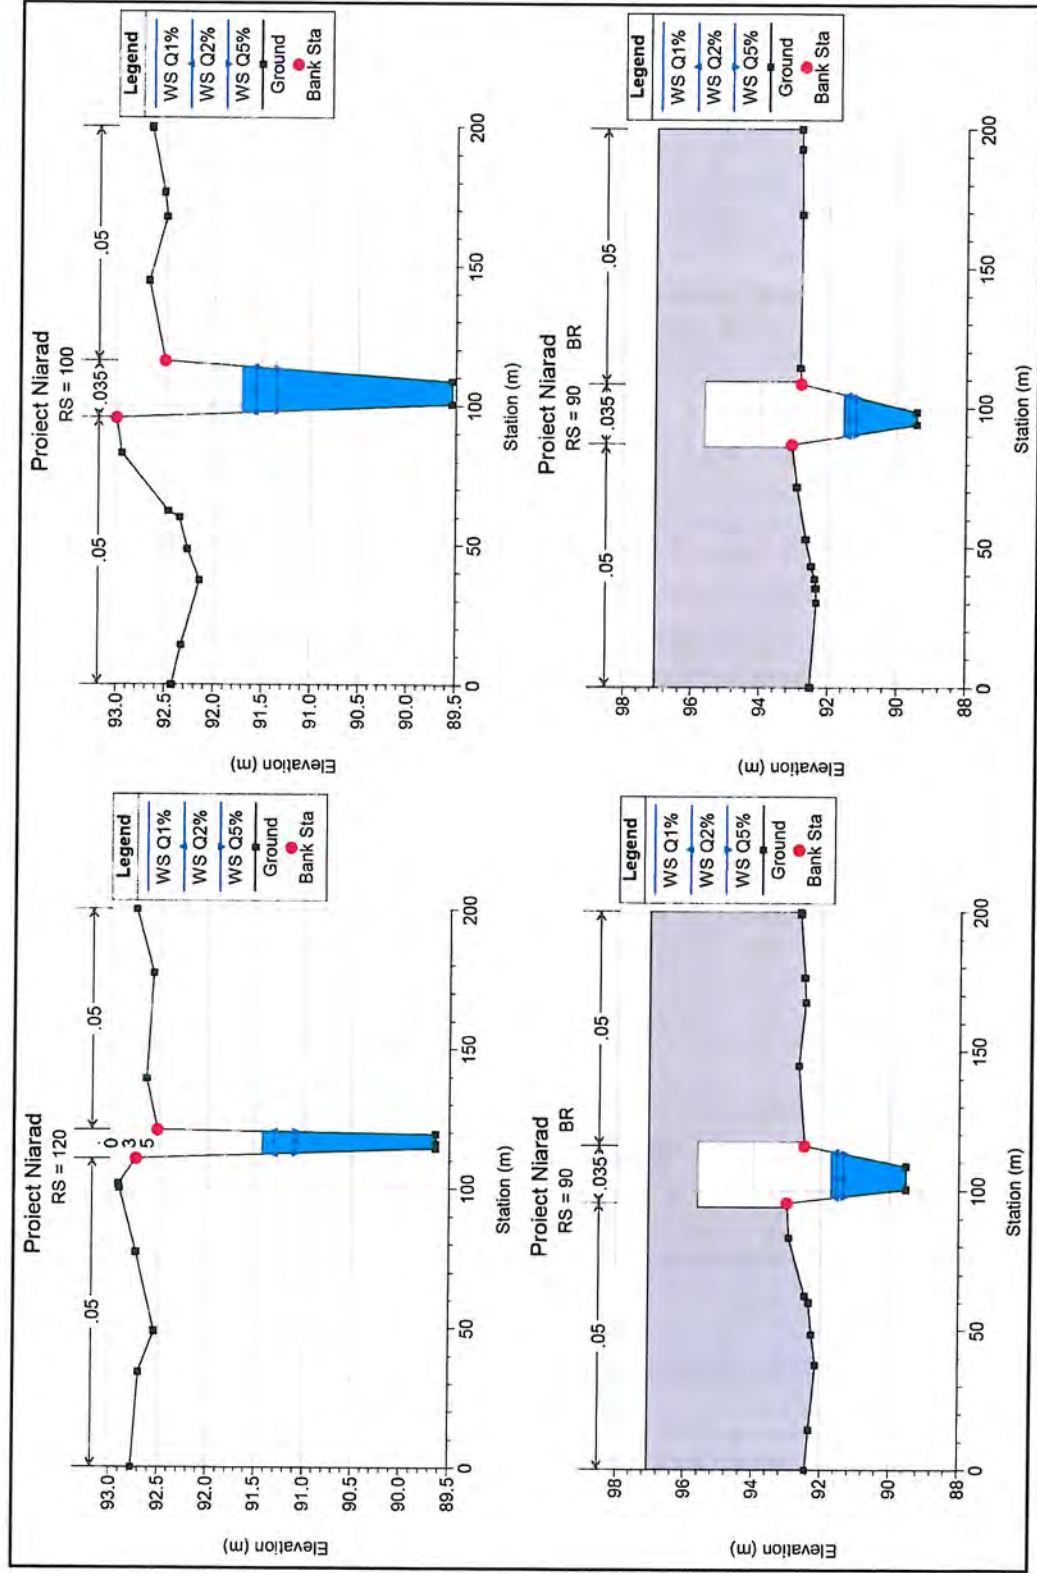 Proiect Niarad
RS = 120
.05
.035
.05
Elevation (m)
93.0
92.5
92.0
91.5
91.0
90.5
90.0
89.5
0
50
100
150
200
Station (m)
Legend
WS Q1%
WS Q2%
WS Q5%
Ground
Bank Sta
Proiect Niarad
RS = 100
.05
.035
.05
Elevation (m)
93.0
92.5
92.0
91.5
91.0
90.5
90.0
89.5
0
50
100
150
200
Station (m)
Legend
WS Q1%
WS Q2%
WS Q5%
Ground
Bank Sta
Proiect Niarad
RS = 90 BR
.05
.035
.05
Elevation (m)
98
96
94
92
90
88
0
50
100
150
200
Station (m)
Legend
WS Q1%
WS Q2%
WS Q5%
Ground
Bank Sta
Proiect Niarad
RS = 90 BR
.05
.035
.05
Elevation (m)
98
96
94
92
90
88
0
50
100
150
200
Station (m)
Legend
WS Q1%
WS Q2%
WS Q5%
Ground
Bank Sta